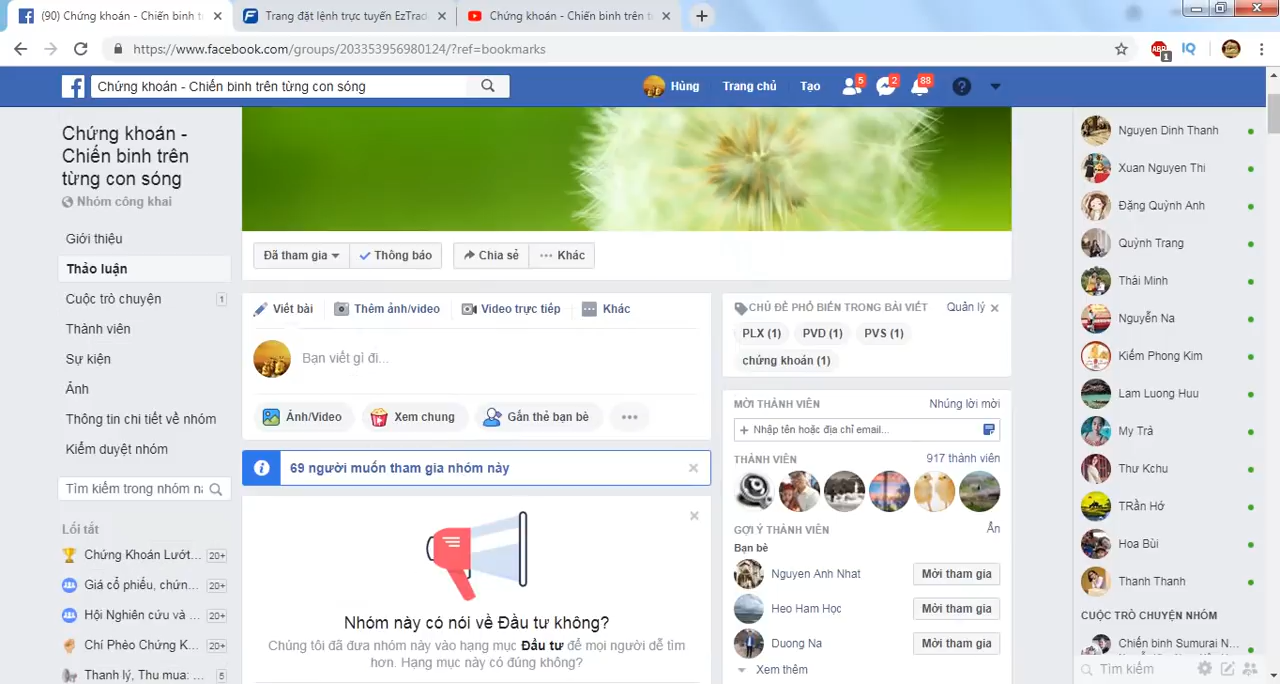 (90) Chứng khoán - Chiến binh t
Trang đặt lệnh trực tuyến EzTrad
Chứng khoán - Chiến binh trên t
https://www.facebook.com/groups/203353956980124/?ref=bookmarks
ABP
1
IQ
Chứng khoán - Chiến binh trên từng con sóng
Hùng
Trang chủ
Tạo
5
2
88
Chứng khoán -
Chiến binh trên
từng con sóng
Nhóm công khai
Giới thiệu
Thảo luận
Cuộc trò chuyện
1
Thành viên
Sự kiện
Ảnh
Thông tin chi tiết về nhóm
Kiểm duyệt nhóm
Tìm kiếm trong nhóm nà
Lối tắt
Chứng Khoán Lướt... 20+
Giá cổ phiếu, chứn... 20+
Hội Nghiên cứu và ... 20+
Chí Phèo Chứng K... 20+
Thanh lý, Thu mua: ... 5
Đã tham gia
Thông báo
Chia sẻ
Khác
Viết bài
Thêm ảnh/video
Video trực tiếp
Khác
Bạn viết gì đi...
Ảnh/Video
Xem chung
Gắn thẻ bạn bè
69 người muốn tham gia nhóm này
Nhóm này có nói về Đầu tư không?
Chúng tôi đã đưa nhóm này vào hạng mục Đầu tư để mọi người dễ tìm
hơn. Hạng mục này có đúng không?
CHỦ ĐỀ PHỔ BIẾN TRONG BÀI VIẾT
Quản lý
PLX (1)
PVD (1)
PVS (1)
chứng khoán (1)
MỜI THÀNH VIÊN
Nhúng lời mời
+ Nhập tên hoặc địa chỉ email...
THÀNH VIÊN
917 thành viên
GỢI Ý THÀNH VIÊN
Ẩn
Bạn bè
Nguyen Anh Nhat
Mời tham gia
Heo Ham Học
Mời tham gia
Duong Na
Mời tham gia
Xem thêm
Nguyen Dinh Thanh
Xuan Nguyen Thi
Đặng Quỳnh Anh
Quỳnh Trang
Thái Minh
Nguyễn Na
Kiếm Phong Kim
Lam Luong Huu
My Trà
Thư Kchu
TRần Hớ
Hoa Bùi
Thanh Thanh
CUỘC TRÒ CHUYỆN NHÓM
Chiến binh Sumurai N...
Tìm kiếm